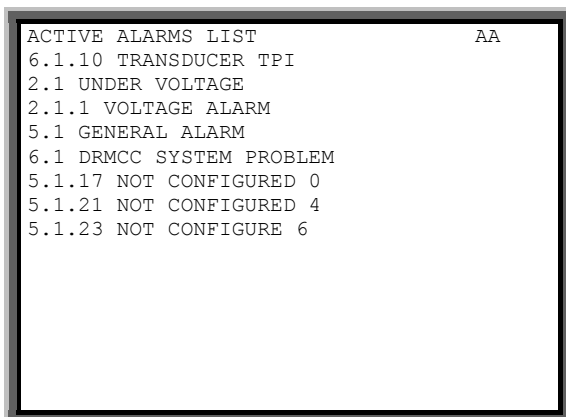 ACTIVE ALARMS LIST AA
6.1.10 TRANSDUCER TPI
2.1 UNDER VOLTAGE
2.1.1 VOLTAGE ALARM
5.1 GENERAL ALARM
6.1 DRMCC SYSTEM PROBLEM
5.1.17 NOT CONFIGURED 0
5.1.21 NOT CONFIGURED 4
5.1.23 NOT CONFIGURE 6